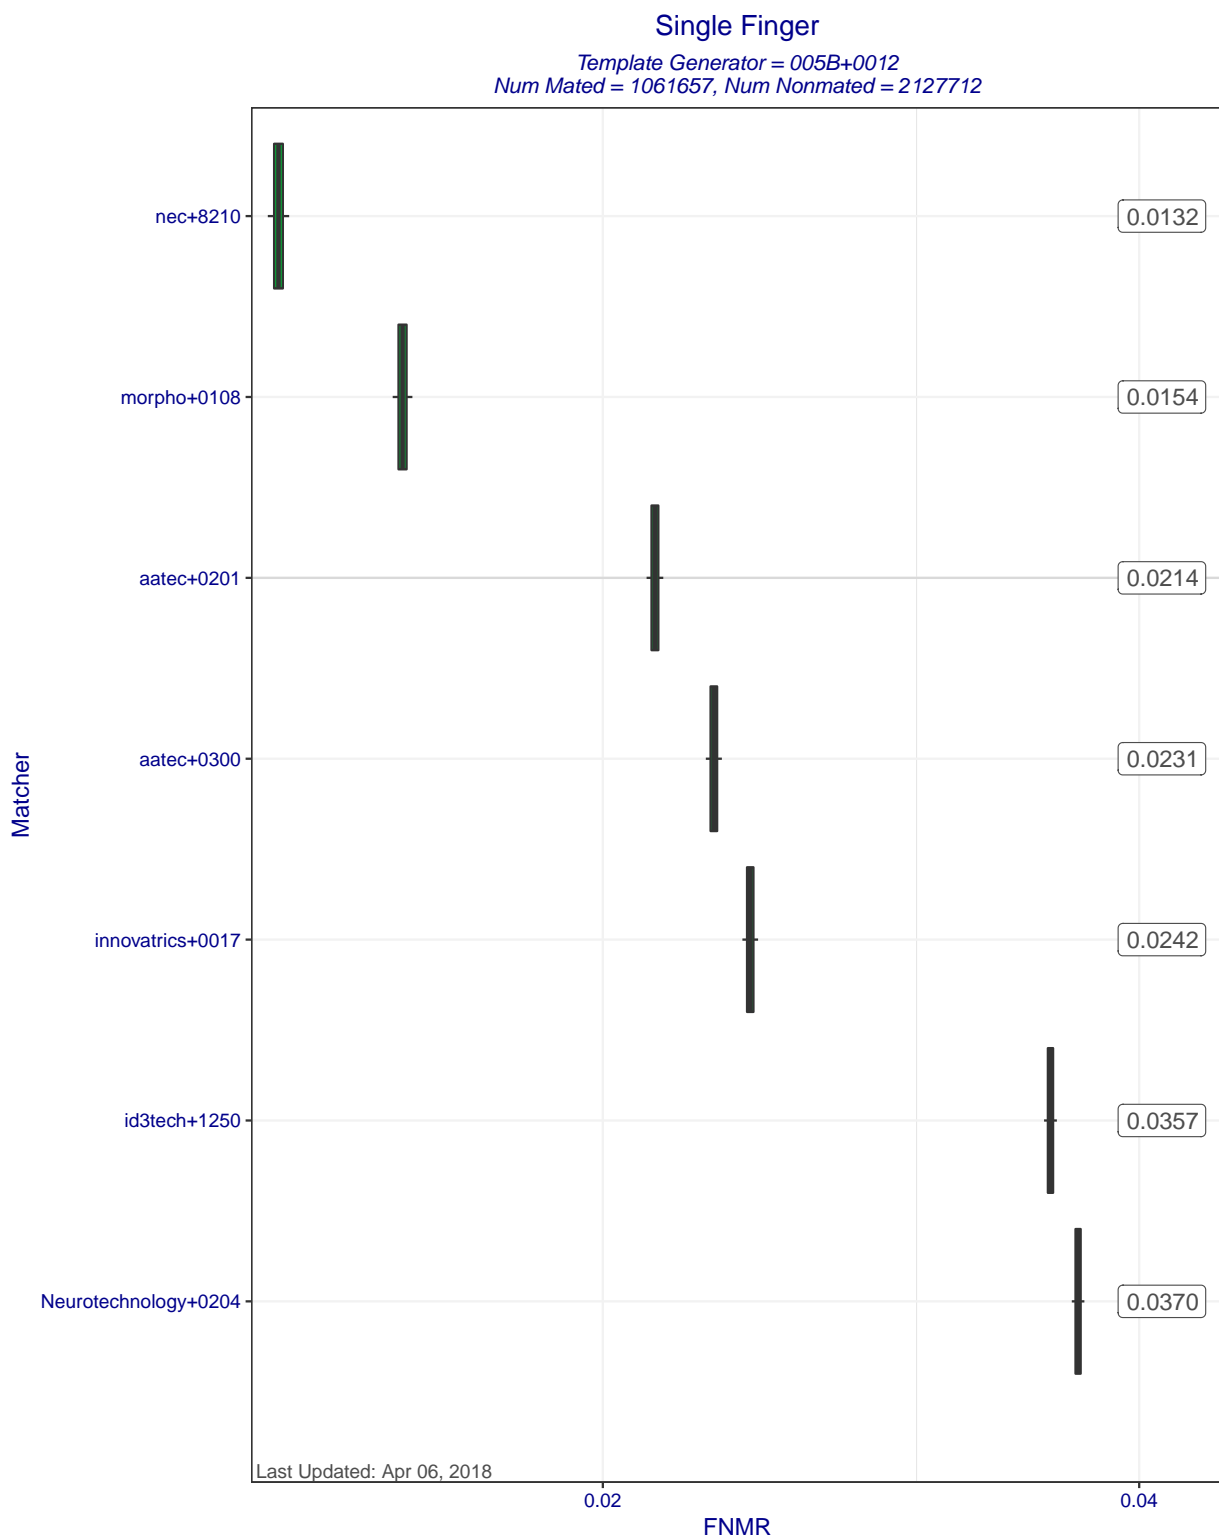 Single Finger
Template Generator = 005B+0012
Num Mated = 1061657, Num Nonmated = 2127712
nec+8210
0.0132
morpho+0108
0.0154
aatec+0201
0.0214
aatec+0300
0.0231
Matcher
innovatrics+0017
0.0242
id3tech+1250
0.0357
Neurotechnology+0204
0.0370
Last Updated: Apr 06, 2018
0.02
0.04
FNMR